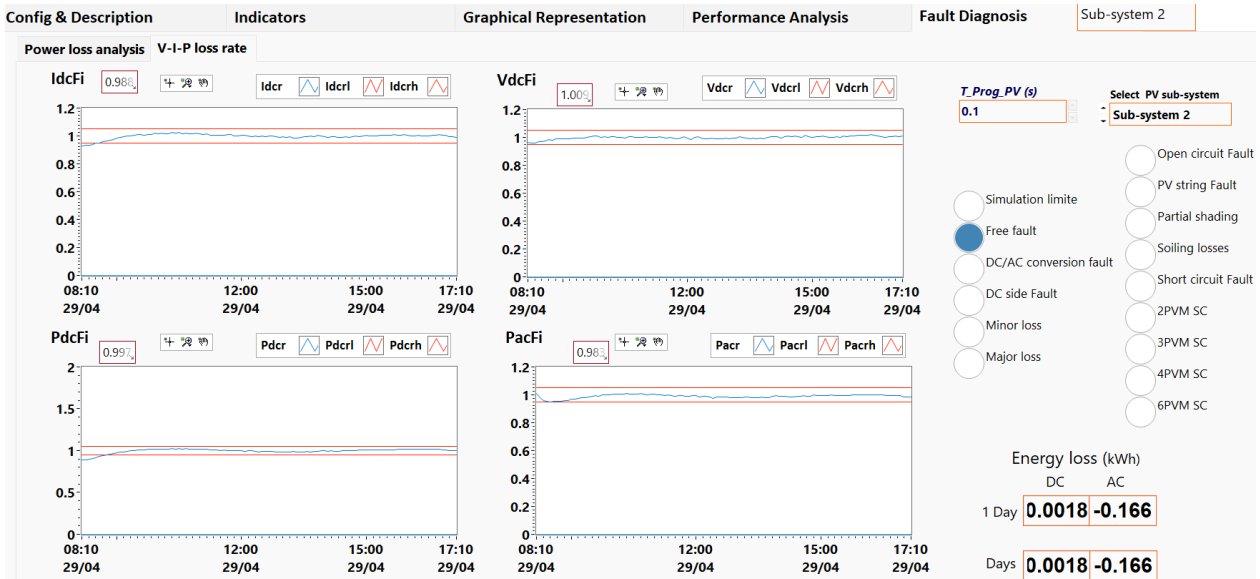 Config & Description Indicators Graphical Representation Performance Analysis Fault Diagnosis Sub-system 2
Power loss analysis V-I-P loss rate
IdcFi 0.988 Idcr Idcrl Idcrh
1.2
1
0.8
0.6
0.4
0.2
0
08:10 12:00 15:00 17:10
29/04 29/04 29/04 29/04
VdcFi 1.009 Vdcr Vdcrl Vdcrh
1.2
1
0.8
0.6
0.4
0.2
0
08:10 12:00 15:00 17:10
29/04 29/04 29/04 29/04
PdcFi 0.997 Pdcr Pdcrl Pdcrh
2
1.5
1
0.5
0
08:10 12:00 15:00 17:10
29/04 29/04 29/04 29/04
PacFi 0.983 Pacr Pacrl Pacrh
1.2
1
0.8
0.6
0.4
0.2
0
08:10 12:00 15:00 17:10
29/04 29/04 29/04 29/04
T_Prog_PV (s)
0.1
Select PV sub-system
Sub-system 2
Simulation limite
Free fault
DC/AC conversion fault
DC side Fault
Minor loss
Major loss
Open circuit Fault
PV string Fault
Partial shading
Soiling losses
Short circuit Fault
2PVM SC
3PVM SC
4PVM SC
6PVM SC
Energy loss (kWh)
DC AC
1 Day 0.0018 -0.166
Days 0.0018 -0.166